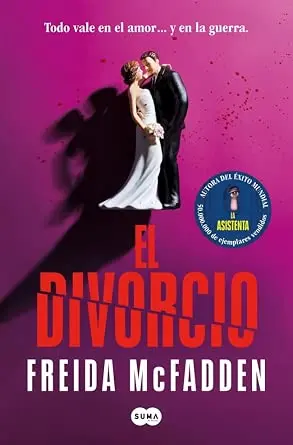 Todo vale en el amor... y en la guerra.
AUTORA DEL ÉXITO MUNDIAL
LA
ASISTENTA
50.000.000 de ejemplares vendidos
EL
DIVORCIO
FREIDA McFADDEN
SUMA